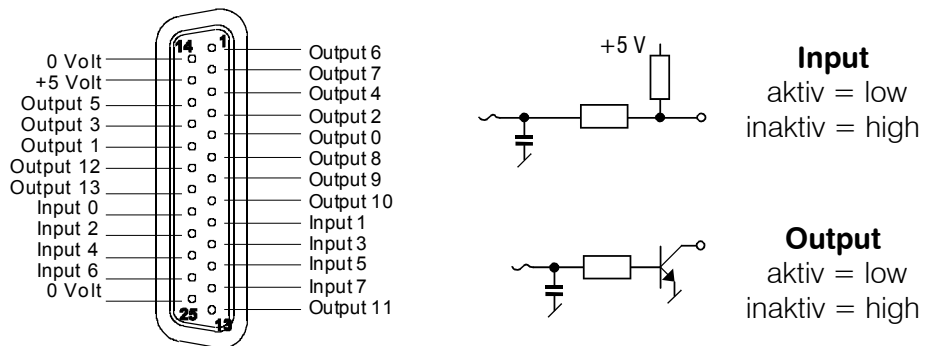 14
1
0 Volt
+5 Volt
Output 5
Output 3
Output 1
Output 12
Output 13
Input 0
Input 2
Input 4
Input 6
0 Volt
25
13
Output 6
Output 7
Output 4
Output 2
Output 0
Output 8
Output 9
Output 10
Input 1
Input 3
Input 5
Input 7
Output 11
+5 V
Input
aktiv = low
inaktiv = high
Output
aktiv = low
inaktiv = high